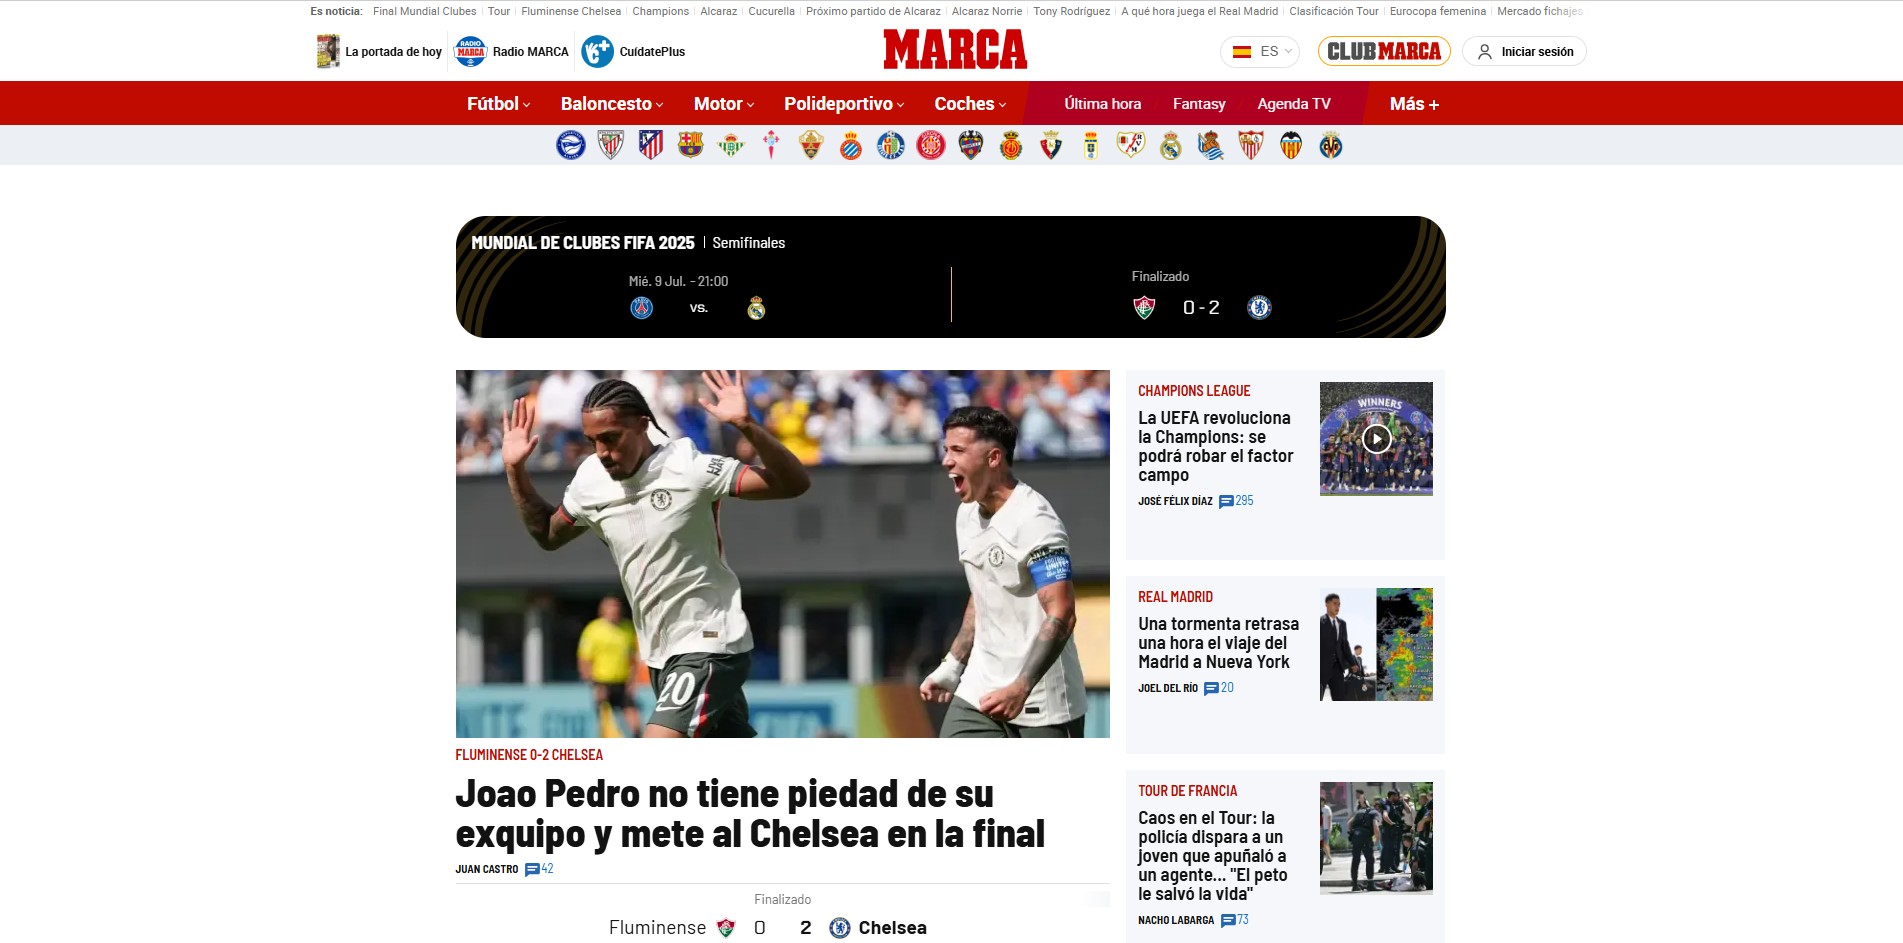 Es noticia: Final Mundial Clubes Tour Fluminense Chelsea Champions Alcaraz Cucurella Próximo partido de Alcaraz Alcaraz Norrie Tony Rodríguez A qué hora juega el Real Madrid Clasificación Tour Eurocopa femenina Mercado fichajes
La portada de hoy RADIO MARCA Radio MARCA CuídatePlus MARCA ES CLUB MARCA Iniciar sesión
Fútbol Baloncesto Motor Polideportivo Coches Última hora Fantasy Agenda TV Más +
MUNDIAL DE CLUBES FIFA 2025 | Semifinales
Mié. 9 Jul. - 21:00
VS.
Finalizado
0 - 2
20
FLUMINENSE 0-2 CHELSEA
Joao Pedro no tiene piedad de su
exquipo y mete al Chelsea en la final
JUAN CASTRO 42
Finalizado
Fluminense 0 2 Chelsea
CHAMPIONS LEAGUE
La UEFA revoluciona
la Champions: se
podrá robar el factor
campo
JOSÉ FÉLIX DÍAZ 295
WINNERS
REAL MADRID
Una tormenta retrasa
una hora el viaje del
Madrid a Nueva York
JOEL DEL RÍO 20
TOUR DE FRANCIA
Caos en el Tour: la
policía dispara a un
joven que apuñaló a
un agente... "El peto
le salvó la vida"
NACHO LABARGA 73